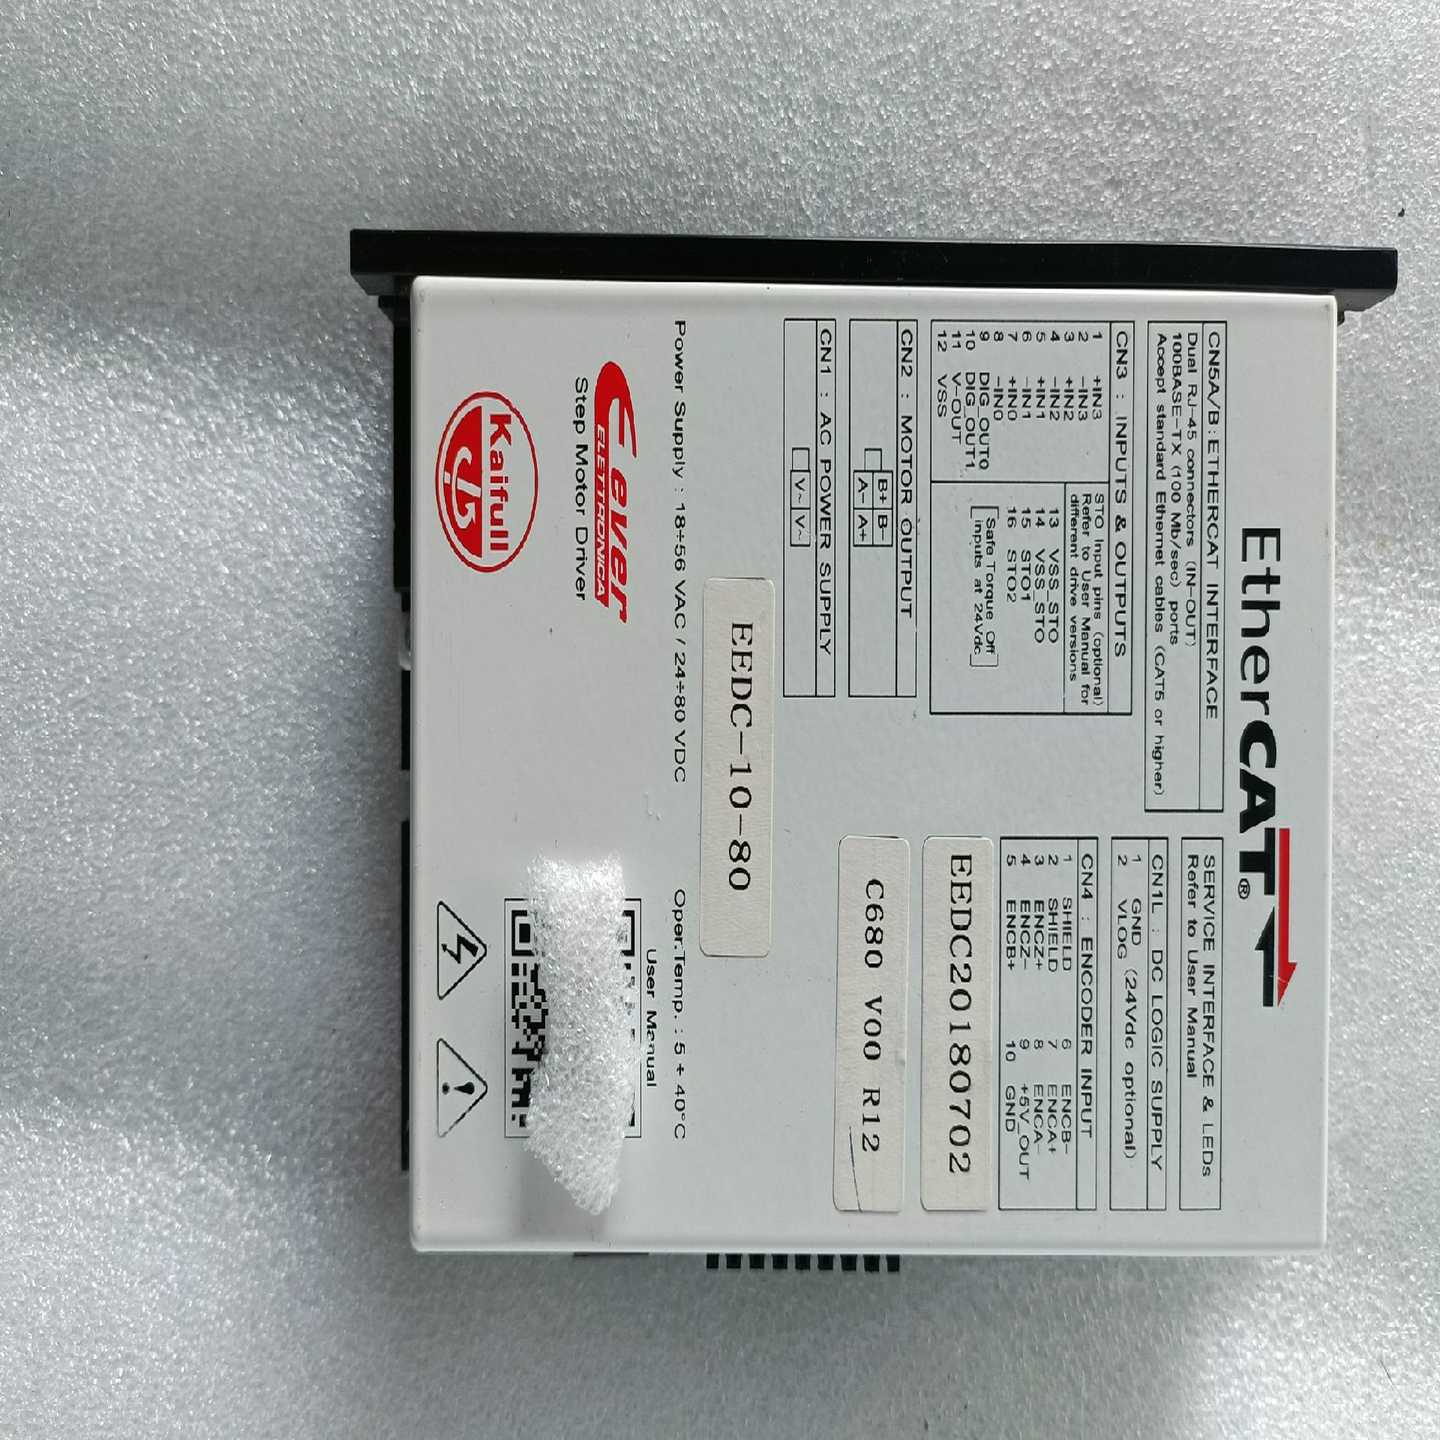 EtherCAT®
CN5A/B : ETHERCAT INTERFACE
Dual RJ-45 connectors (IN-OUT)
100BASE-TX (100 Mb/sec) ports
Accept standard Ethernet cables (CAT5 or higher)
SERVICE INTERFACE & LEDs
Refer to User Manual
CN1L : DC LOGIC SUPPLY
1 GND
2 VLOG (24Vdc optional)
CN3 : INPUTS & OUTPUTS
1 +IN3
2 -IN3
3 +IN2
4 -IN2
5 +IN1
6 -IN1
7 +IN0
8 -IN0
9 DIG_OUT0
10 DIG_OUT1
11 V-OUT
12 VSS
STO Input pins (optional)
Refer to User Manual for
different drive versions
13 VSS_STO
14 VSS_STO
15 STO1
16 STO2
[Safe Torque Off
inputs at 24Vdc]
CN4 : ENCODER INPUT
1 SHIELD 6 ENCB-
2 SHIELD 7 ENCA+
3 ENCZ+ 8 ENCA-
4 ENCZ- 9 +5V_OUT
5 ENCB+ 10 GND
CN2 : MOTOR OUTPUT
B+ B-
A- A+
CN1 : AC POWER SUPPLY
V~ V~
EEDC20180702
C680 V00 R12
EEDC-10-80
Power Supply : 18÷56 VAC / 24÷80 VDC
Oper.Temp. : 5 ÷ 40°C
ever
ELETTRONICA
Step Motor Driver
User Manual
Kaifull